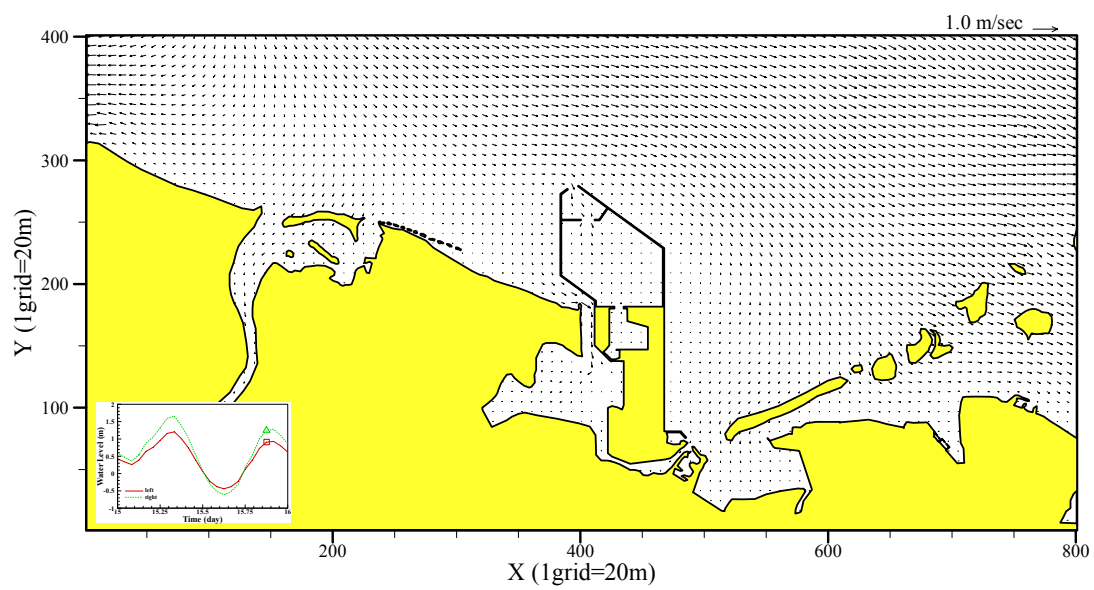 1.0 m/sec
400
300
200
100
Y (1grid=20m)
2
1.5
1
0.5
0
-0.5
-1
Water Level (m)
left
right
15
15.25
15.5
15.75
16
Time (day)
200
400
600
800
X (1grid=20m)